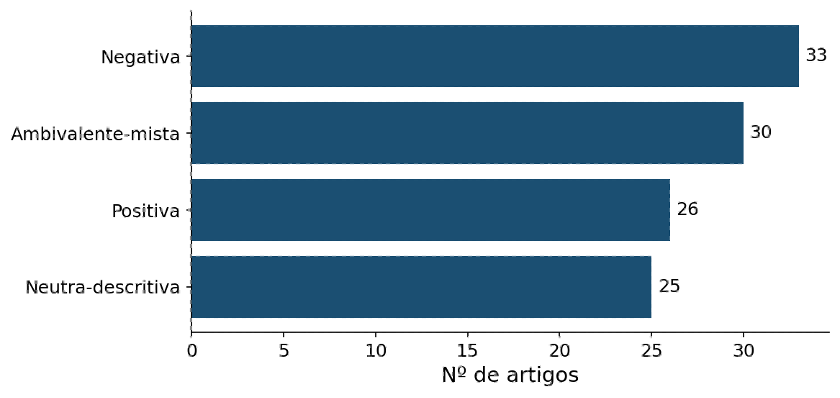 Negativa
33
Ambivalente-mista
30
Positiva
26
Neutra-descritiva
25
0 5 10 15 20 25 30
Nº de artigos